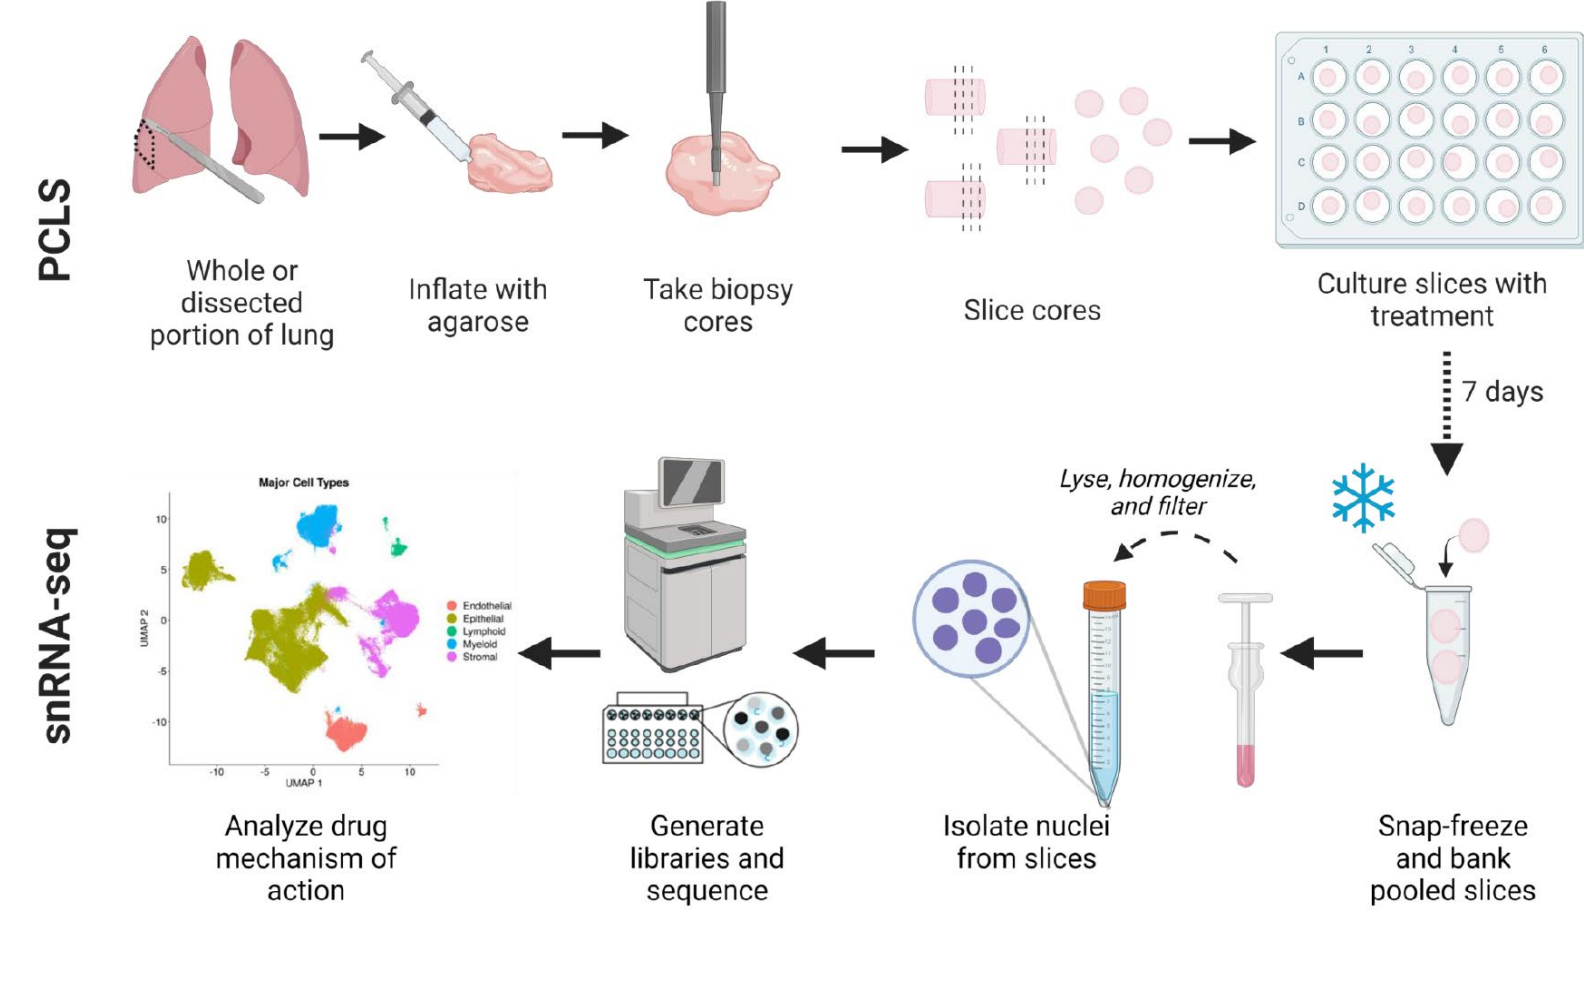 PCLS
Whole or
dissected
portion of lung
Inflate with
agarose
Take biopsy
cores
Slice cores
1 2 3 4 5 6
A
B
C
D
Culture slices with
treatment
7 days
snRNA-seq
Major Cell Types
UMAP 2
10
5
0
-5
-10
-10 -5 0 5 10
UMAP 1
Endothelial
Epithelial
Lymphoid
Myeloid
Stromal
Analyze drug
mechanism of
action
Generate
libraries and
sequence
Lyse, homogenize,
and filter
Isolate nuclei
from slices
Snap-freeze
and bank
pooled slices